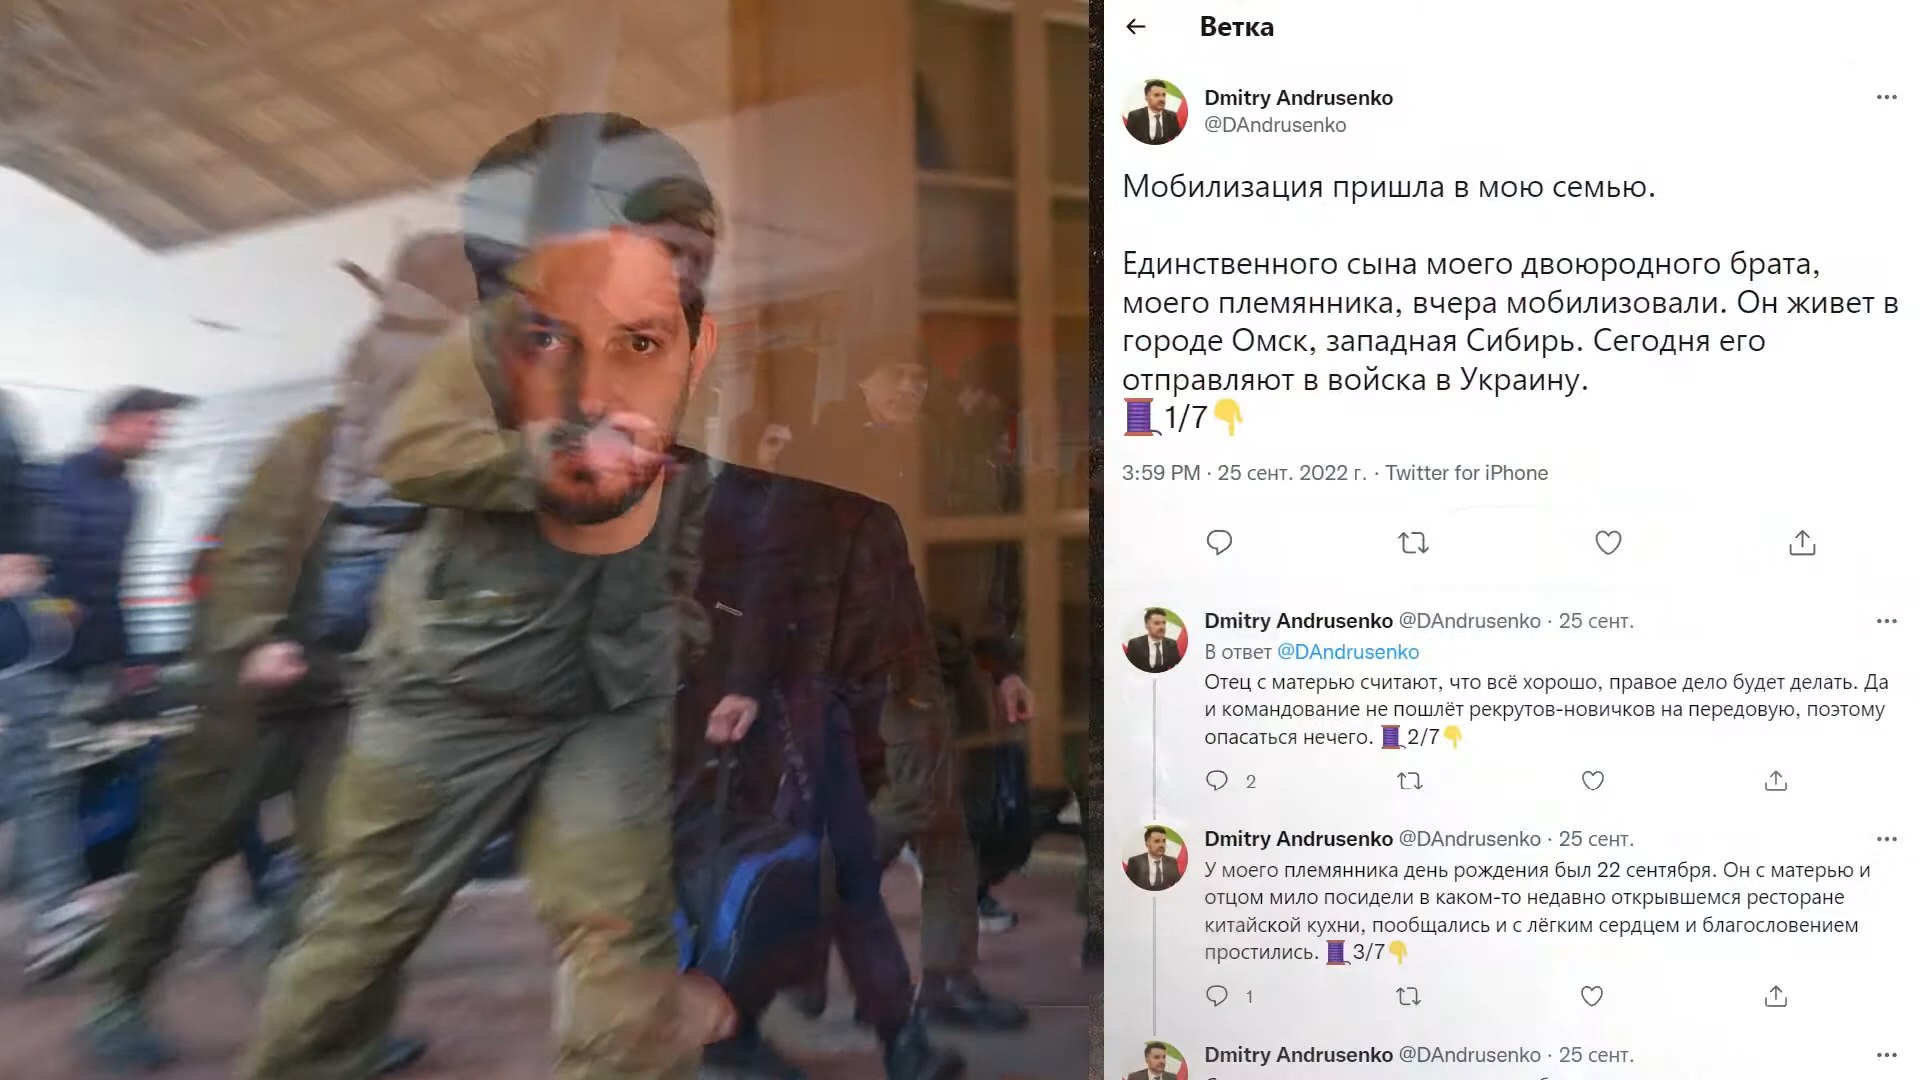 Ветка
Dmitry Andrusenko
@DAndrusenko
Мобилизация пришла в мою семью.
Единственного сына моего двоюродного брата,
моего племянника, вчера мобилизовали. Он живет в
городе Омск, западная Сибирь. Сегодня его
отправляют в войска в Украину.
🧵1/7👇
3:59 PM · 25 сент. 2022 г. · Twitter for iPhone
Dmitry Andrusenko @DAndrusenko · 25 сент.
В ответ @DAndrusenko
Отец с матерью считают, что всё хорошо, правое дело будет делать. Да
и командование не пошлёт рекрутов-новичков на передовую, поэтому
опасаться нечего. 🧵2/7👇
2
Dmitry Andrusenko @DAndrusenko · 25 сент.
У моего племянника день рождения был 22 сентября. Он с матерью и
отцом мило посидели в каком-то недавно открывшемся ресторане
китайской кухни, пообщались и с лёгким сердцем и благословением
простились. 🧵3/7👇
1
Dmitry Andrusenko @DAndrusenko · 25 сент.